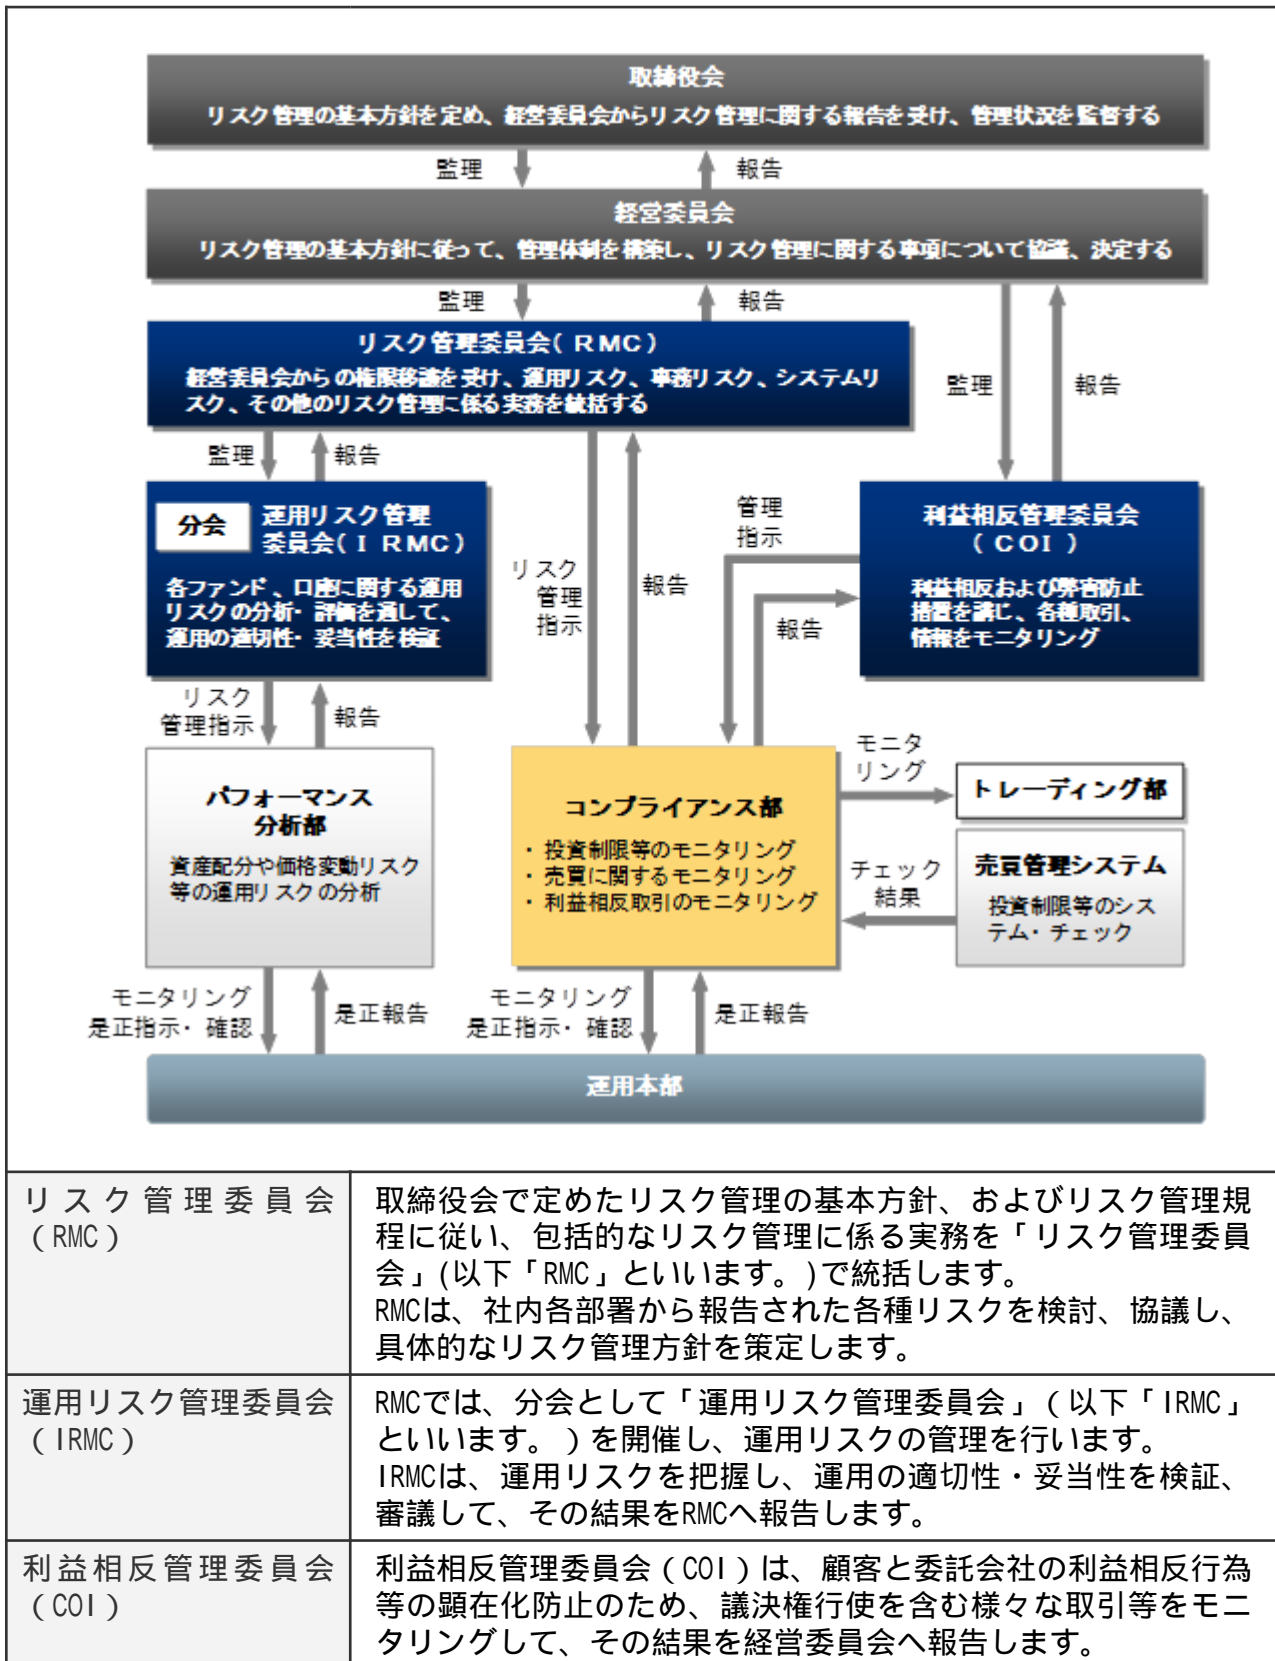 取締役会
リスク管理の基本方針を定め、経営委員会からリスク管理に関する報告を受け、管理状況を監督する
監理
報告
経営委員会
リスク管理の基本方針に従って、管理体制を構築し、リスク管理に関する事項について協議、決定する
監理
報告
リスク管理委員会(RMC)
経営委員会からの権限移譲を受け、運用リスク、事務リスク、システムリ
スク、その他のリスク管理に係る実務を統括する
監理
報告
監理
報告
分会
運用リスク管理
委員会(IRMC)
各ファンド、口座に関する運用
リスクの分析・評価を通して、
運用の適切性・妥当性を検証
リスク
管理
指示
報告
管理
指示
報告
利益相反管理委員会
(COI)
利益相反および弊害防止
措置を講じ、各種取引、
情報をモニタリング
リスク
管理指示
報告
パフォーマンス
分析部
資産配分や価格変動リスク
等の運用リスクの分析
コンプライアンス部
・投資制限等のモニタリング
・売買に関するモニタリング
・利益相反取引のモニタリング
モニタ
リング
トレーディング部
チェック
結果
売買管理システム
投資制限等のシス
テム・チェック
モニタリング
是正指示・確認
是正報告
モニタリング
是正指示・確認
是正報告
運用本部
リスク管理委員会
(RMC)
取締役会で定めたリスク管理の基本方針、およびリスク管理規
程に従い、包括的なリスク管理に係る実務を「リスク管理委員
会」(以下「RMC」といいます。)で統括します。
RMCは、社内各部署から報告された各種リスクを検討、協議し、
具体的なリスク管理方針を策定します。
運用リスク管理委員会
(IRMC)
RMCでは、分会として「運用リスク管理委員会」(以下「IRMC」
といいます。)を開催し、運用リスクの管理を行います。
IRMCは、運用リスクを把握し、運用の適切性・妥当性を検証、
審議して、その結果をRMCへ報告します。
利益相反管理委員会
(COI)
利益相反管理委員会(COI)は、顧客と委託会社の利益相反行為
等の顕在化防止のため、議決権行使を含む様々な取引等をモニ
タリングして、その結果を経営委員会へ報告します。